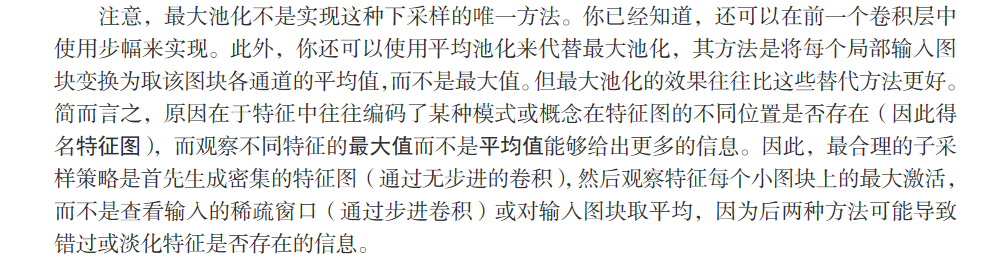 注意，最大池化不是实现这种下采样的唯一方法。你已经知道，还可以在前一个卷积层中
使用步幅来实现。此外，你还可以使用平均池化来代替最大池化，其方法是将每个局部输入图
块变换为取该图块各通道的平均值，而不是最大值。但最大池化的效果往往比这些替代方法更好。
简而言之，原因在于特征中往往编码了某种模式或概念在特征图的不同位置是否存在（因此得
名特征图），而观察不同特征的最大值而不是平均值能够给出更多的信息。因此，最合理的子采
样策略是首先生成密集的特征图（通过无步进的卷积），然后观察特征每个小图块上的最大激活，
而不是查看输入的稀疏窗口（通过步进卷积）或对输入图块取平均，因为后两种方法可能导致
错过或淡化特征是否存在的信息。